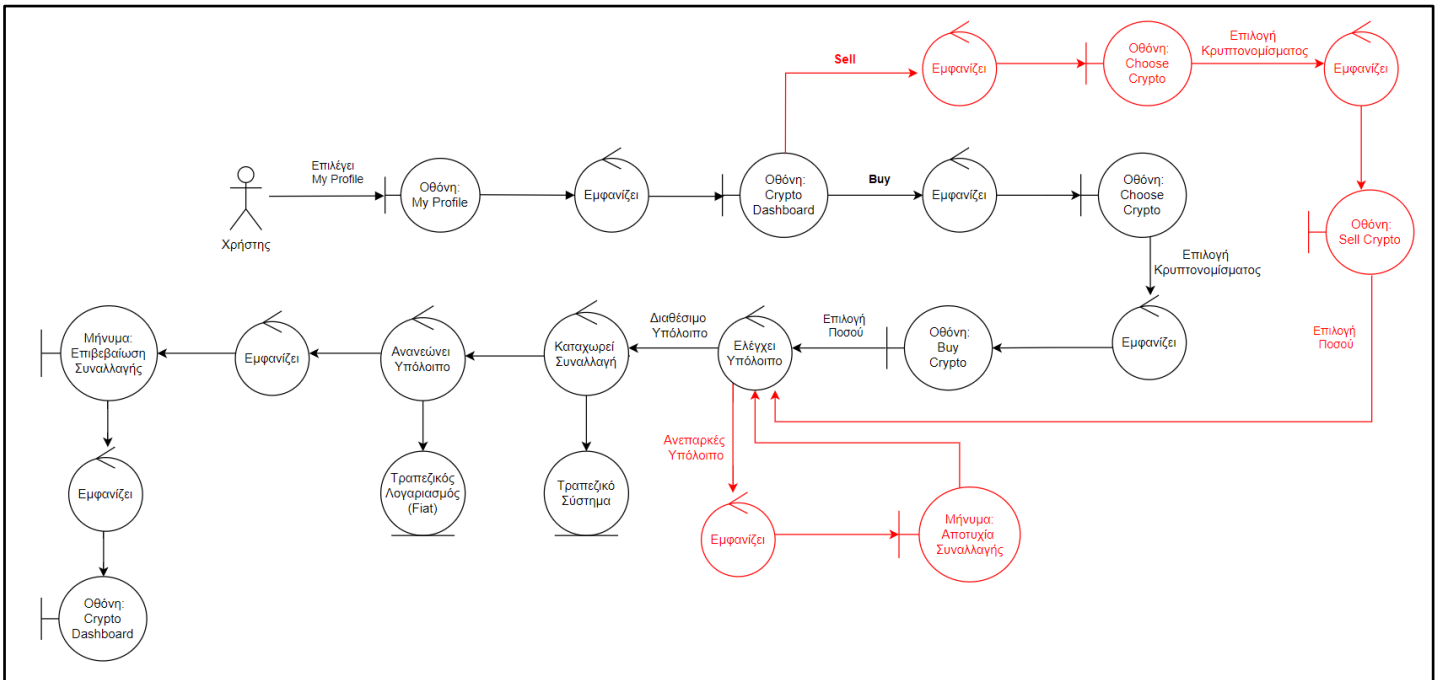 Sell
Εμφανίζει
Οθόνη:
Choose
Crypto
Επιλογή
Κρυπτονομίσματος
Εμφανίζει
Χρήστης
Επιλέγει
My Profile
Οθόνη:
My Profile
Εμφανίζει
Οθόνη:
Crypto
Dashboard
Buy
Εμφανίζει
Οθόνη:
Choose
Crypto
Οθόνη:
Sell Crypto
Επιλογή
Κρυπτονομίσματος
Μήνυμα:
Επιβεβαίωση
Συναλλαγής
Εμφανίζει
Ανανεώνει
Υπόλοιπο
Καταχωρεί
Συναλλαγή
Διαθέσιμο
Υπόλοιπο
Ελέγχει
Υπόλοιπο
Επιλογή
Ποσού
Οθόνη:
Buy
Crypto
Εμφανίζει
Επιλογή
Ποσού
Ανεπαρκές
Υπόλοιπο
Εμφανίζει
Τραπεζικός
Λογαριασμός
(Fiat)
Τραπεζικό
Σύστημα
Εμφανίζει
Μήνυμα:
Αποτυχία
Συναλλαγής
Οθόνη:
Crypto
Dashboard